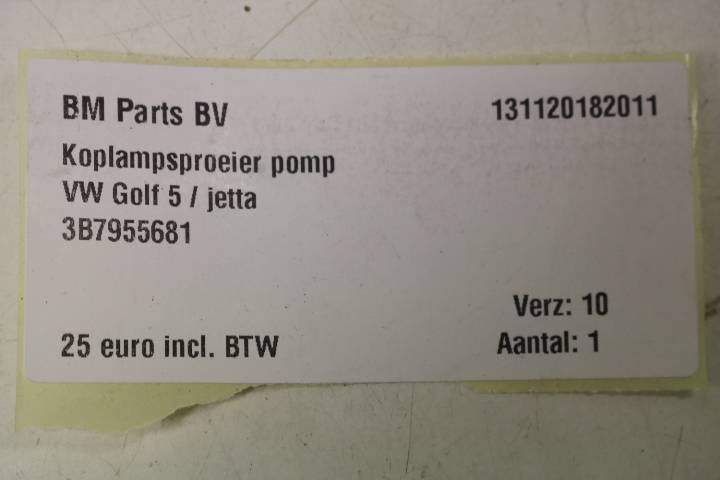 BM Parts BV 131120182011
Koplampsproeier pomp
VW Golf 5 / jetta
3B7955681
Verz: 10
25 euro incl. BTW Aantal: 1